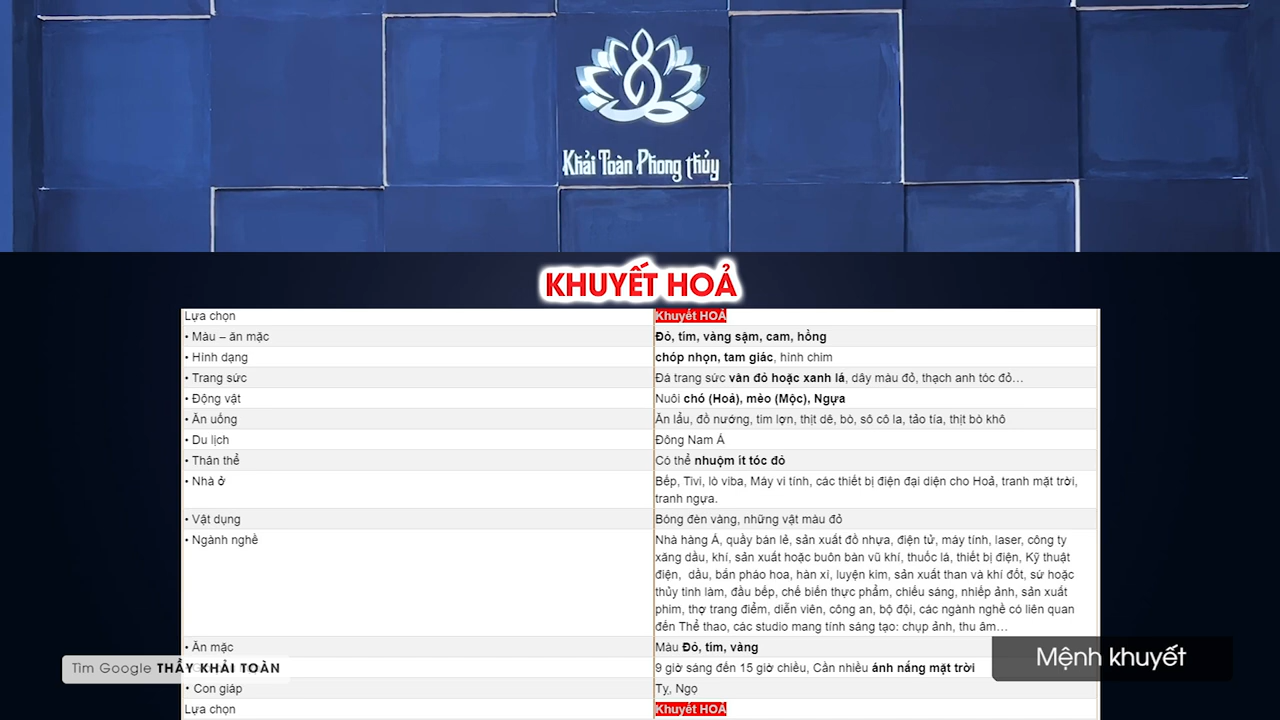 Khải Toàn Phong thủy
KHUYẾT HOẢ
Lựa chọn Khuyết HOẢ
• Màu – ăn mặc Đỏ, tím, vàng sậm, cam, hồng
• Hình dạng chóp nhọn, tam giác, hình chim
• Trang sức Đá trang sức vân đỏ hoặc xanh lá, dây màu đỏ, thạch anh tóc đỏ…
• Động vật Nuôi chó (Hoả), mèo (Mộc), Ngựa
• Ăn uống Ăn lẩu, đồ nướng, tim lợn, thịt dê, bò, sô cô la, táo tía, thịt bò khô
• Du lịch Đông Nam Á
• Thân thể Có thể nhuộm ít tóc đỏ
• Nhà ở Bếp, Tivi, lò viba, Máy vi tính, các thiết bị điện đại diện cho Hoả, tranh mặt trời,
tranh ngựa.
• Vật dụng Bóng đèn vàng, những vật màu đỏ
• Ngành nghề Nhà hàng Á, quầy bán lẻ, sản xuất đồ nhựa, điện tử, máy tính, laser, công ty
xăng dầu, khí, sản xuất hoặc buôn bàn vũ khí, thuốc lá, thiết bị điện, Kỹ thuật
điện, dầu, bắn pháo hoa, hàn xì, luyện kim, sản xuất than và khí đốt, sứ hoặc
thủy tinh làm, đầu bếp, chế biến thực phẩm, chiếu sáng, nhiếp ảnh, sản xuất
phim, thợ trang điểm, diễn viên, công an, bộ đội, các ngành nghề có liên quan
đến Thể thao, các studio mang tính sáng tạo: chụp ảnh, thu âm…
• Ăn mặc Màu Đỏ, tím, vàng
9 giờ sáng đến 15 giờ chiều, Cần nhiều ánh nắng mặt trời
• Con giáp Tỵ, Ngọ
Lựa chọn Khuyết HOẢ
Tìm Google THẦY KHẢI TOÀN
Mệnh khuyết